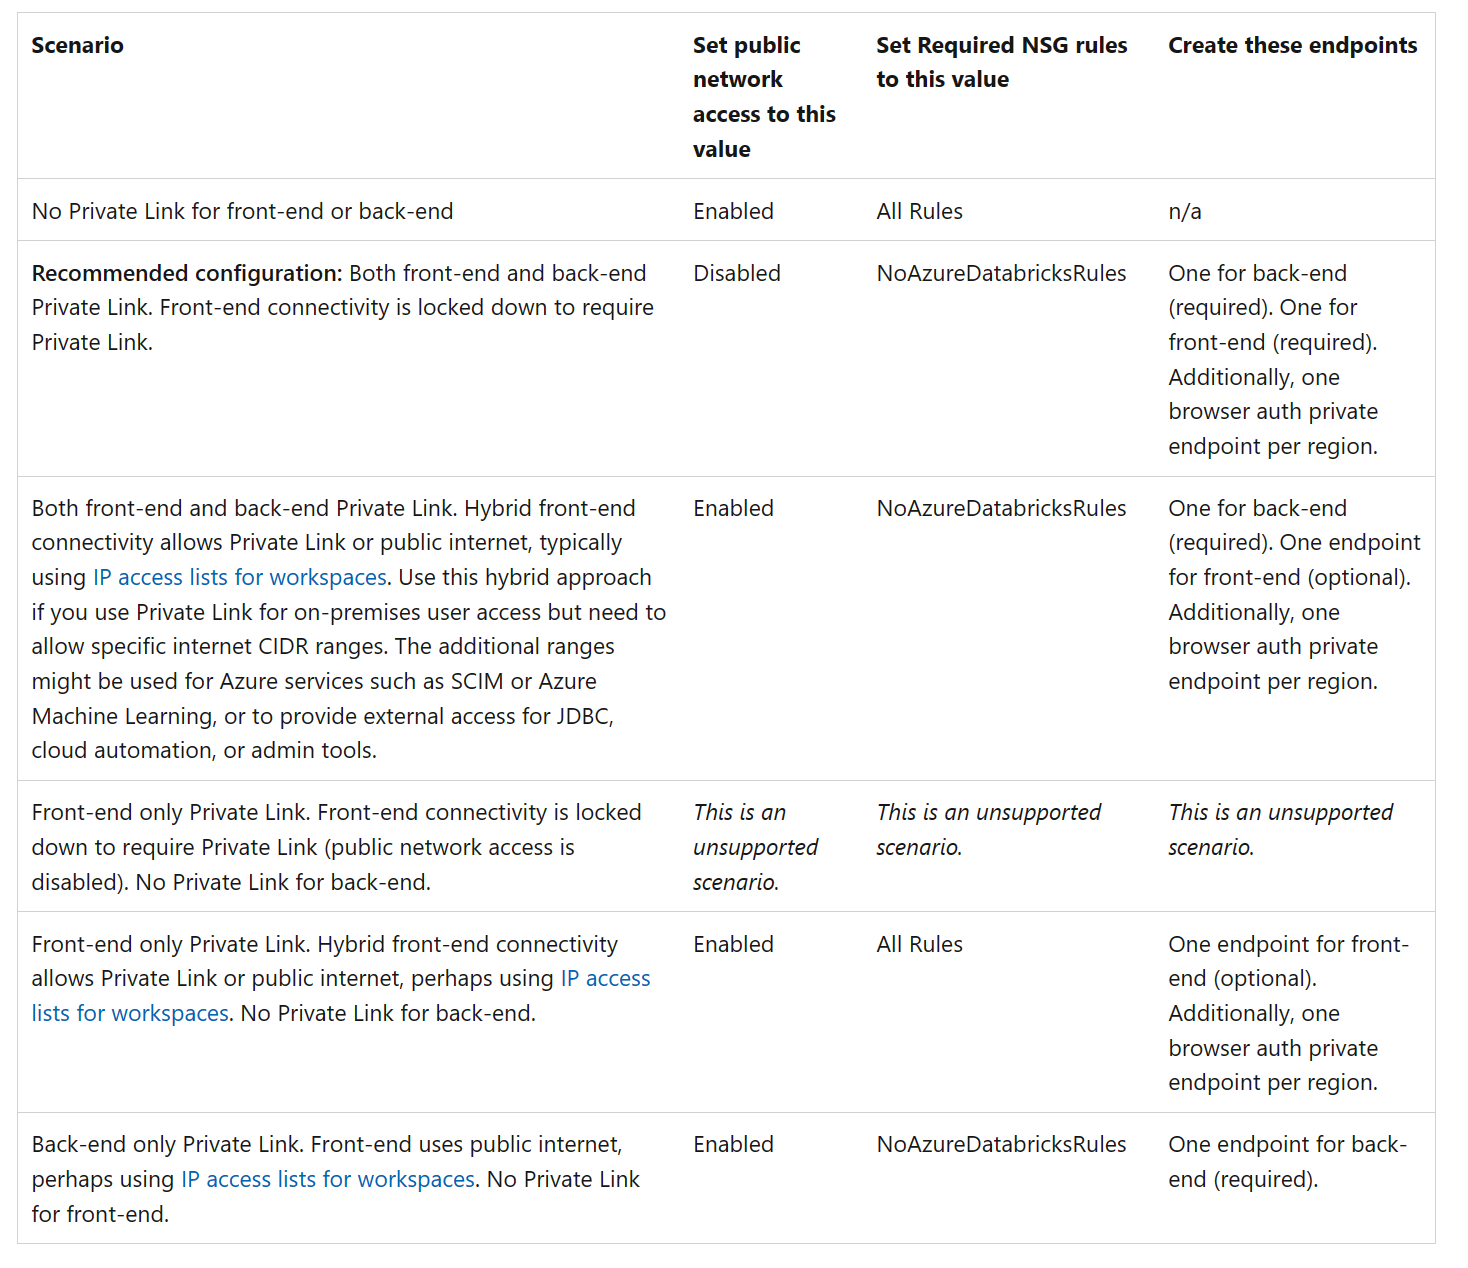 Scenario
Set public
network
access to this
value
Set Required NSG rules
to this value
Create these endpoints
No Private Link for front-end or back-end
Enabled
All Rules
n/a
Recommended configuration: Both front-end and back-end
Private Link. Front-end connectivity is locked down to require
Private Link.
Disabled
NoAzureDatabricksRules
One for back-end
(required). One for
front-end (required).
Additionally, one
browser auth private
endpoint per region.
Both front-end and back-end Private Link. Hybrid front-end
connectivity allows Private Link or public internet, typically
using IP access lists for workspaces. Use this hybrid approach
if you use Private Link for on-premises user access but need to
allow specific internet CIDR ranges. The additional ranges
might be used for Azure services such as SCIM or Azure
Machine Learning, or to provide external access for JDBC,
cloud automation, or admin tools.
Enabled
NoAzureDatabricksRules
One for back-end
(required). One endpoint
for front-end (optional).
Additionally, one
browser auth private
endpoint per region.
Front-end only Private Link. Front-end connectivity is locked
down to require Private Link (public network access is
disabled). No Private Link for back-end.
This is an
unsupported
scenario.
This is an unsupported
scenario.
This is an unsupported
scenario.
Front-end only Private Link. Hybrid front-end connectivity
allows Private Link or public internet, perhaps using IP access
lists for workspaces. No Private Link for back-end.
Enabled
All Rules
One endpoint for front-
end (optional).
Additionally, one
browser auth private
endpoint per region.
Back-end only Private Link. Front-end uses public internet,
perhaps using IP access lists for workspaces. No Private Link
for front-end.
Enabled
NoAzureDatabricksRules
One endpoint for back-
end (required).